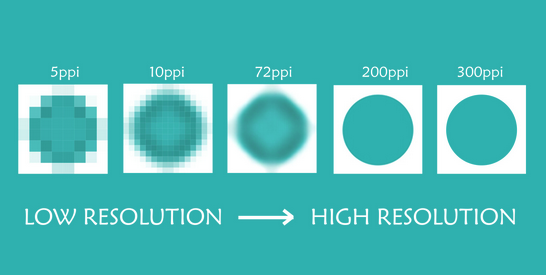 5ppi 10ppi 72ppi 200ppi 300ppi
LOW RESOLUTION → HIGH RESOLUTION